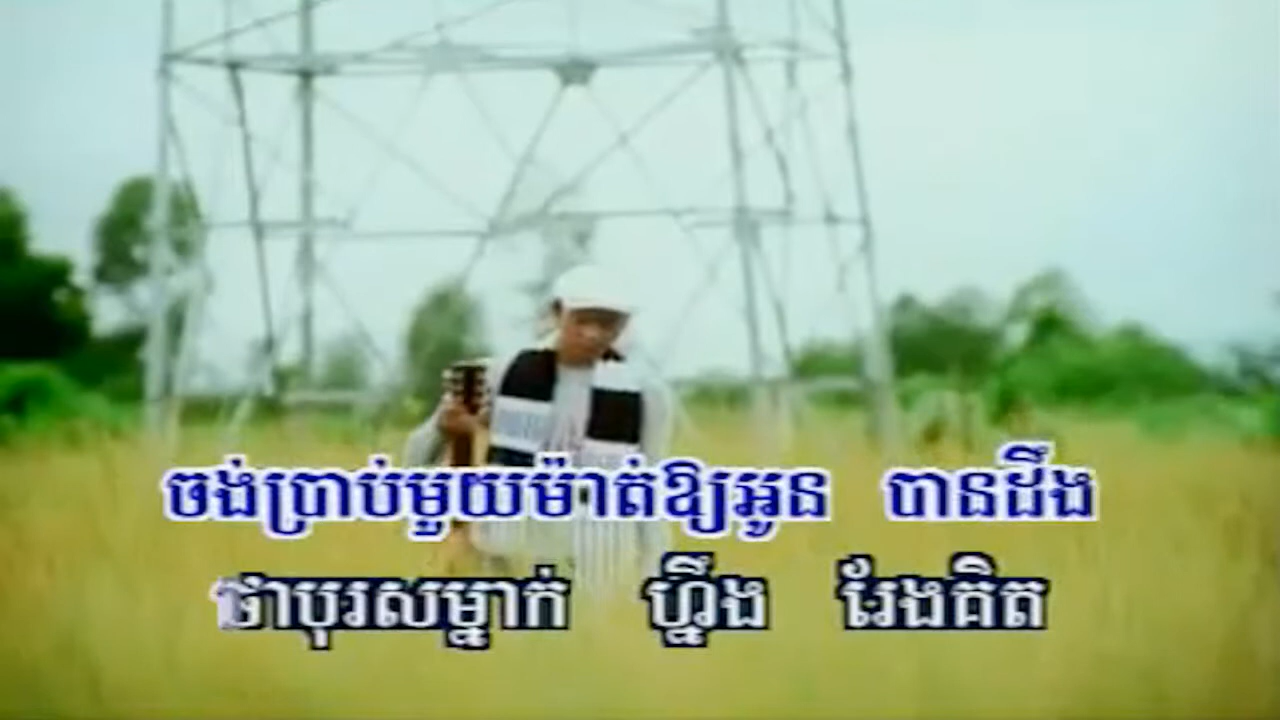 ចង់ប្រាប់មួយម៉ាត់ឱ្យអូន បានដឹង
ថាបុរសម្នាក់ ហ្នឹង រែងគិត